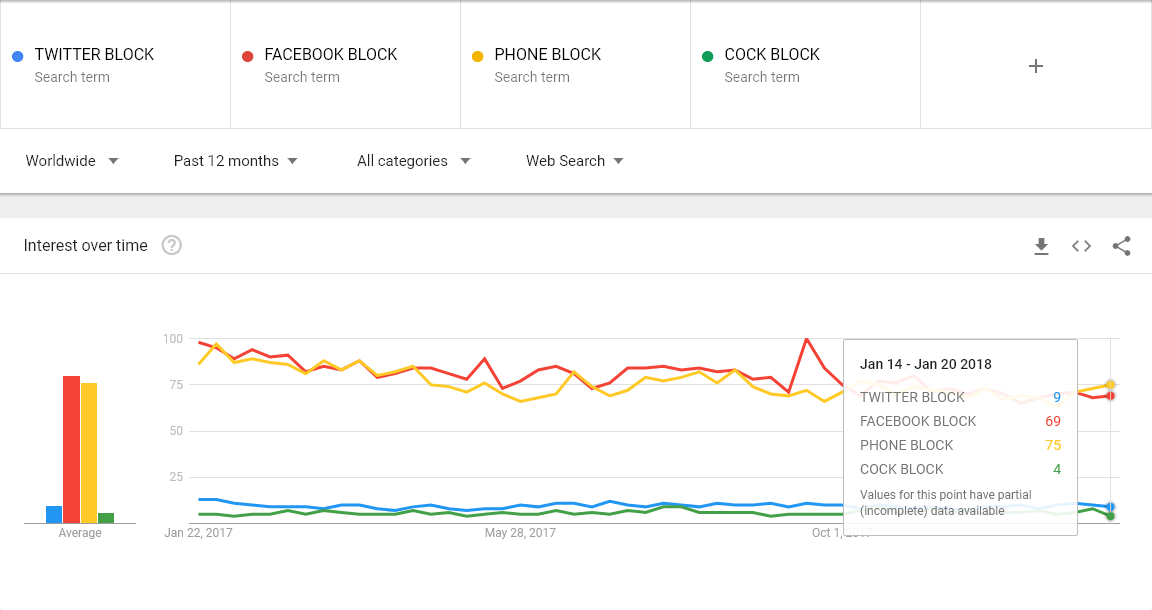 TWITTER BLOCK
Search term
FACEBOOK BLOCK
Search term
PHONE BLOCK
Search term
COCK BLOCK
Search term
+
Worldwide
Past 12 months
All categories
Web Search
Interest over time
?
100
75
50
25
Average
Jan 22, 2017
May 28, 2017
Oct 1,
Jan 14 - Jan 20 2018
TWITTER BLOCK 9
FACEBOOK BLOCK 69
PHONE BLOCK 75
COCK BLOCK 4
Values for this point have partial
(incomplete) data available